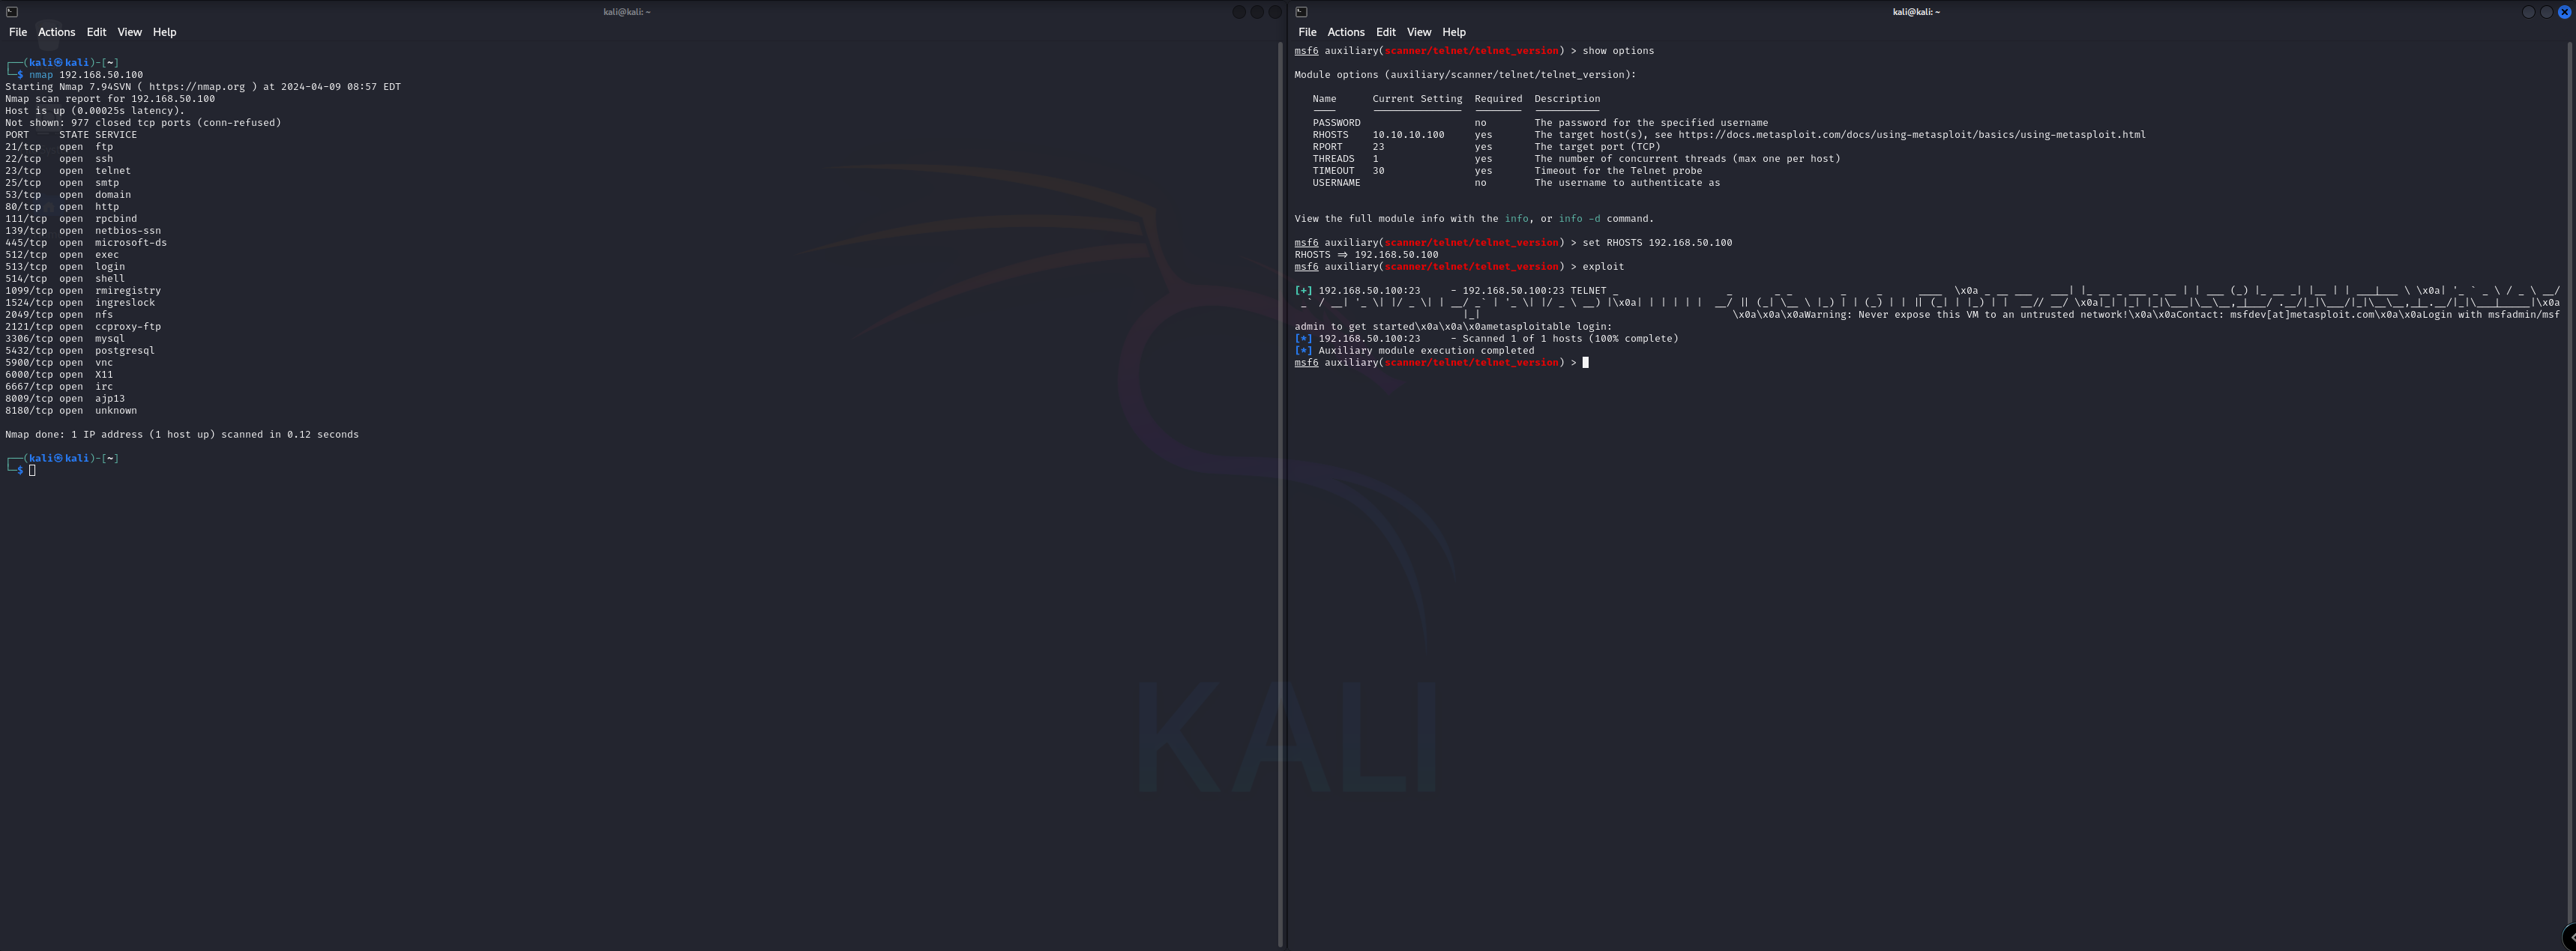 kali@kali: ~
File Actions Edit View Help
┌──(kali㉿kali)-[~]
└─$ nmap 192.168.50.100
Starting Nmap 7.94SVN ( https://nmap.org ) at 2024-04-09 08:57 EDT
Nmap scan report for 192.168.50.100
Host is up (0.00025s latency).
Not shown: 977 closed tcp ports (conn-refused)
PORT     STATE SERVICE
21/tcp   open  ftp
22/tcp   open  ssh
23/tcp   open  telnet
25/tcp   open  smtp
53/tcp   open  domain
80/tcp   open  http
111/tcp  open  rpcbind
139/tcp  open  netbios-ssn
445/tcp  open  microsoft-ds
512/tcp  open  exec
513/tcp  open  login
514/tcp  open  shell
1099/tcp open  rmiregistry
1524/tcp open  ingreslock
2049/tcp open  nfs
2121/tcp open  ccproxy-ftp
3306/tcp open  mysql
5432/tcp open  postgresql
5900/tcp open  vnc
6000/tcp open  X11
6667/tcp open  irc
8009/tcp open  ajp13
8180/tcp open  unknown
Nmap done: 1 IP address (1 host up) scanned in 0.12 seconds
┌──(kali㉿kali)-[~]
└─$
kali@kali: ~
File Actions Edit View Help
msf6 auxiliary(scanner/telnet/telnet_version) > show options
Module options (auxiliary/scanner/telnet/telnet_version):
Name      Current Setting  Required  Description
PASSWORD                   no        The password for the specified username
RHOSTS    10.10.10.100     yes       The target host(s), see https://docs.metasploit.com/docs/using-metasploit/basics/using-metasploit.html
RPORT     23               yes       The target port (TCP)
THREADS   1                yes       The number of concurrent threads (max one per host)
TIMEOUT   30               yes       Timeout for the Telnet probe
USERNAME                   no        The username to authenticate as
View the full module info with the info, or info -d command.
msf6 auxiliary(scanner/telnet/telnet_version) > set RHOSTS 192.168.50.100
RHOSTS ⇒ 192.168.50.100
msf6 auxiliary(scanner/telnet/telnet_version) > exploit
[+] 192.168.50.100:23     - 192.168.50.100:23 TELNET
\x0a\x0a\x0aWarning: Never expose this VM to an untrusted network!\x0a\x0aContact: msfdev[at]metasploit.com\x0a\x0aLogin with msfadmin/msf
admin to get started\x0a\x0a\x0ametasploitable login:
[*] 192.168.50.100:23     - Scanned 1 of 1 hosts (100% complete)
[*] Auxiliary module execution completed
msf6 auxiliary(scanner/telnet/telnet_version) >
KALI